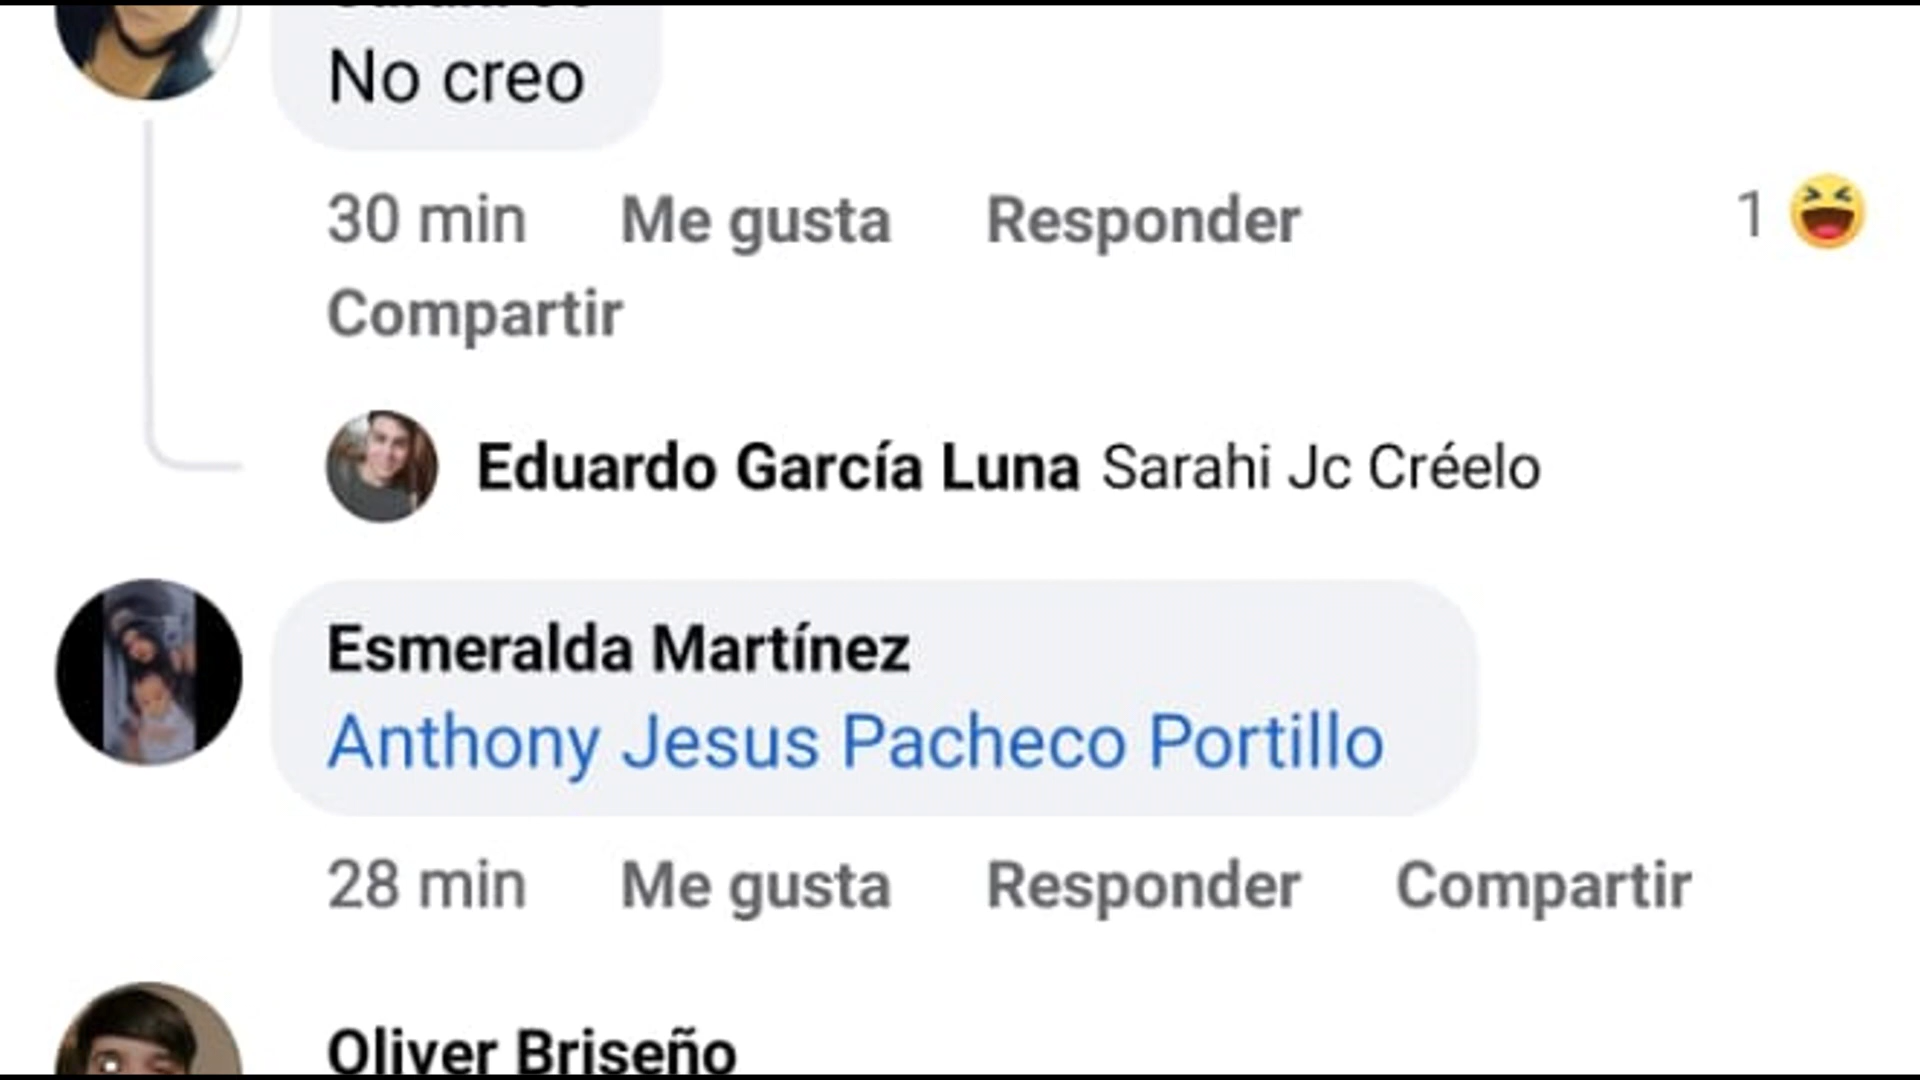 No creo
30 min Me gusta Responder 1
Compartir
Eduardo García Luna Sarahi Jc Créelo
Esmeralda Martínez
Anthony Jesus Pacheco Portillo
28 min Me gusta Responder Compartir
Oliver Briseño